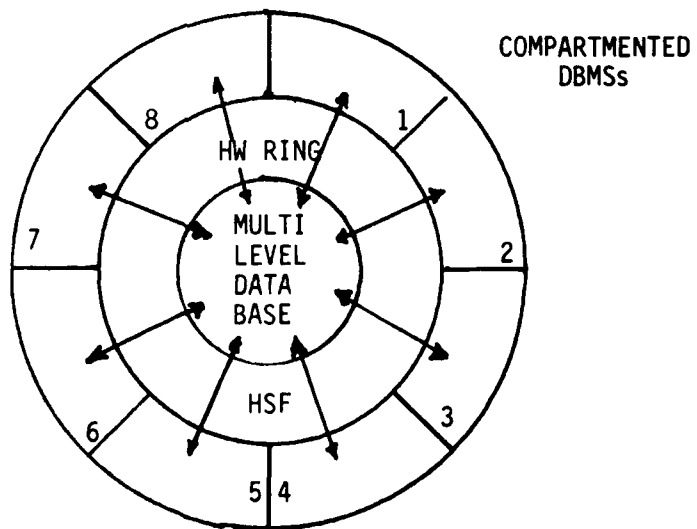 COMPARTMENTED
DBMSs
8
1
HW RING
MULTI
LEVEL
DATA
BASE
7
2
HSF
6
3
5 4